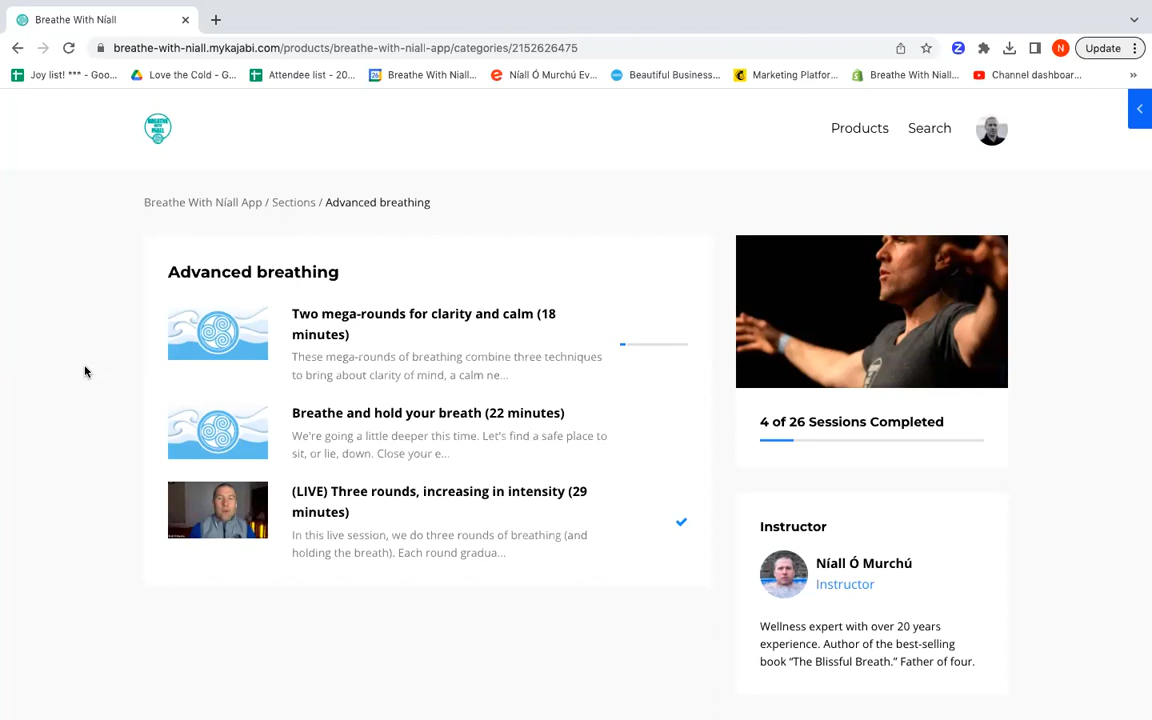 Breathe With Níall
breathe-with-niall.mykajabi.com/products/breathe-with-niall-app/categories/2152626475
N
Update
Joy list! *** - Goo...
Love the Cold - G...
Attendee list - 20...
26
Breathe With Níall...
Níall Ó Murchú Ev...
Beautiful Business...
Marketing Platfor...
Breathe With Níall...
Channel dashboar...
»
BREATHE
WITH
NIALL
Products
Search
Breathe With Níall App / Sections / Advanced breathing
Advanced breathing
Two mega-rounds for clarity and calm (18
minutes)
These mega-rounds of breathing combine three techniques
to bring about clarity of mind, a calm ne...
Breathe and hold your breath (22 minutes)
We're going a little deeper this time. Let's find a safe place to
sit, or lie, down. Close your e...
(LIVE) Three rounds, increasing in intensity (29
minutes)
In this live session, we do three rounds of breathing (and
holding the breath). Each round gradua...
4 of 26 Sessions Completed
Instructor
Níall Ó Murchú
Instructor
Wellness expert with over 20 years
experience. Author of the best-selling
book “The Blissful Breath.” Father of four.